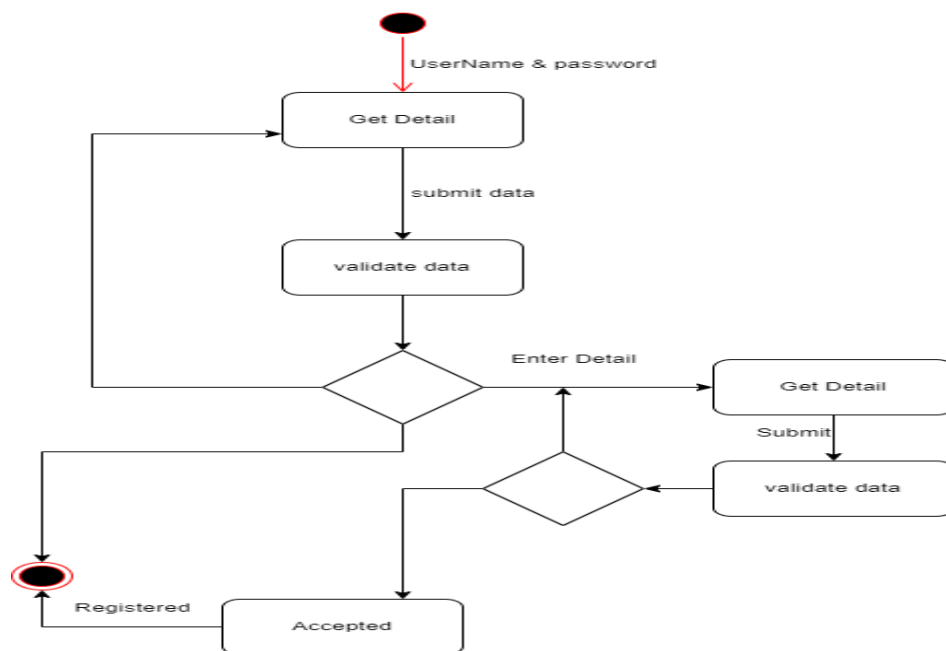 UserName & password
Get Detail
submit data
validate data
Enter Detail
Get Detail
Submit
validate data
Registered
Accepted